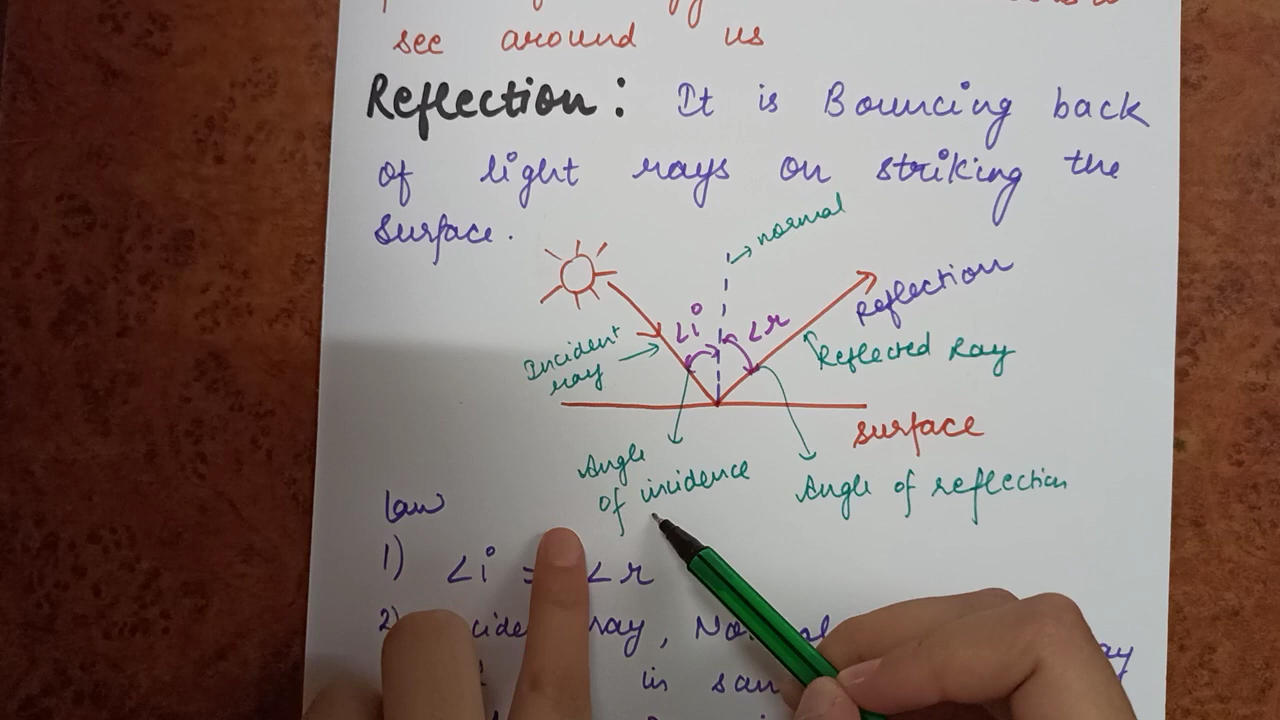 see around us
Reflection: It is Bouncing back
of light rays on striking the
surface.
normal
Reflection
∠i
∠r
Incident
ray
Reflected Ray
surface
Angle
of incidence
Angle of reflection
law
1) ∠i = ∠r
2) ray,
in